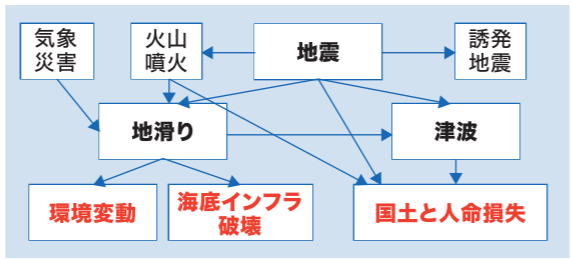 気象
災害
火山
噴火
地震
誘発
地震
地滑り
津波
環境変動
海底インフラ
破壊
国土と人命損失